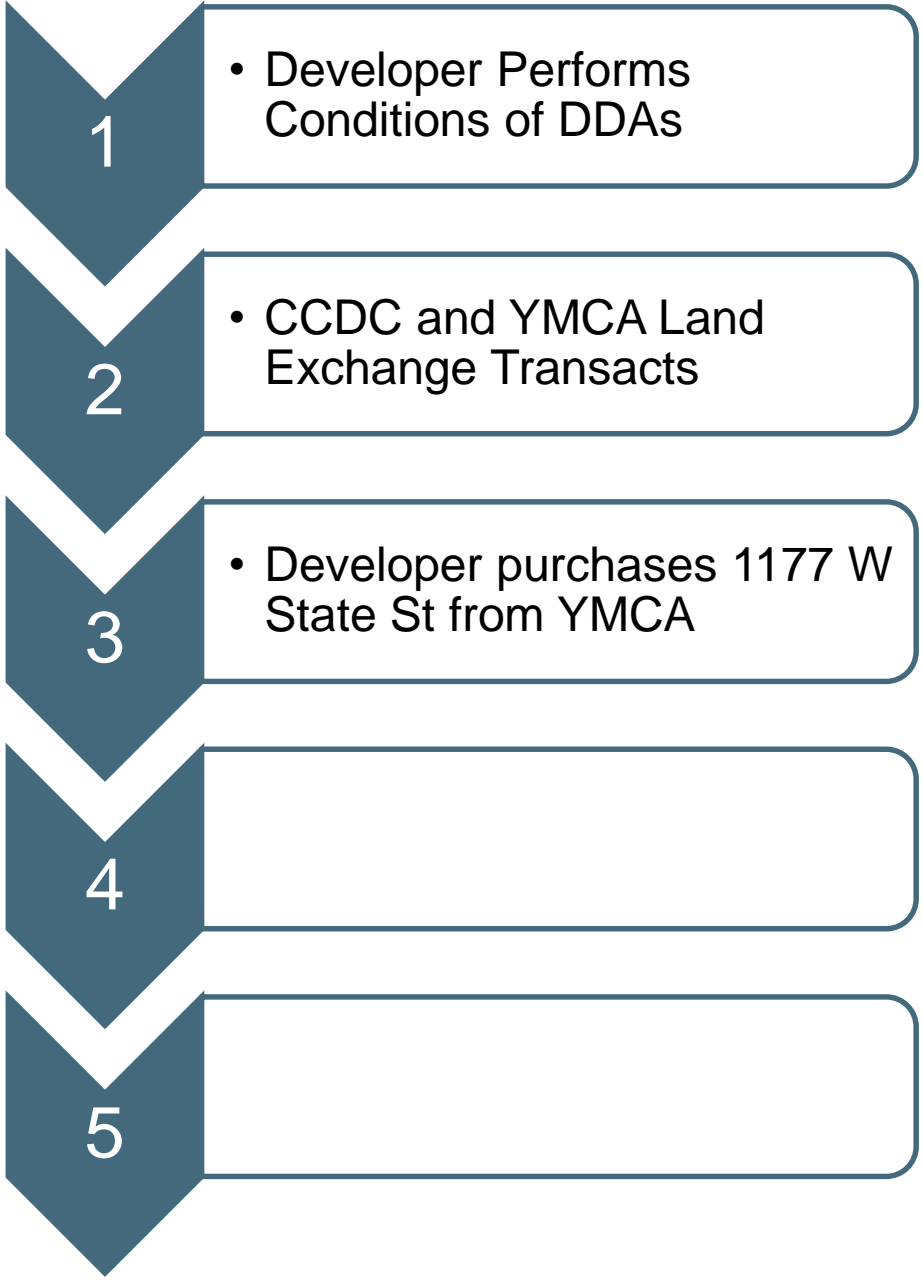 1
• Developer Performs
Conditions of DDAs
2
• CCDC and YMCA Land
Exchange Transacts
3
• Developer purchases 1177 W
State St from YMCA
4
5